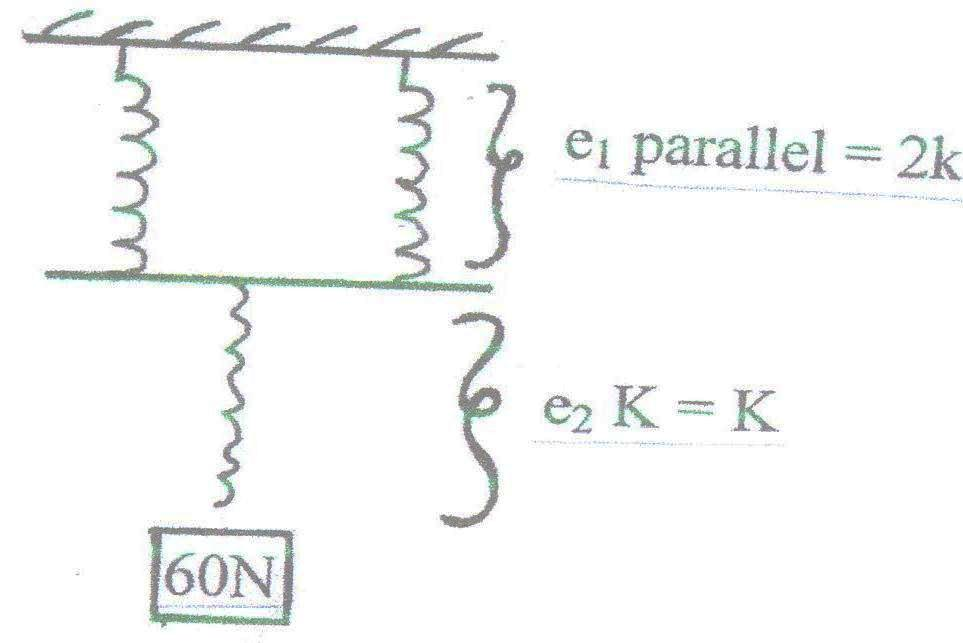 e₁ parallel = 2k
e₂ K = K
60N